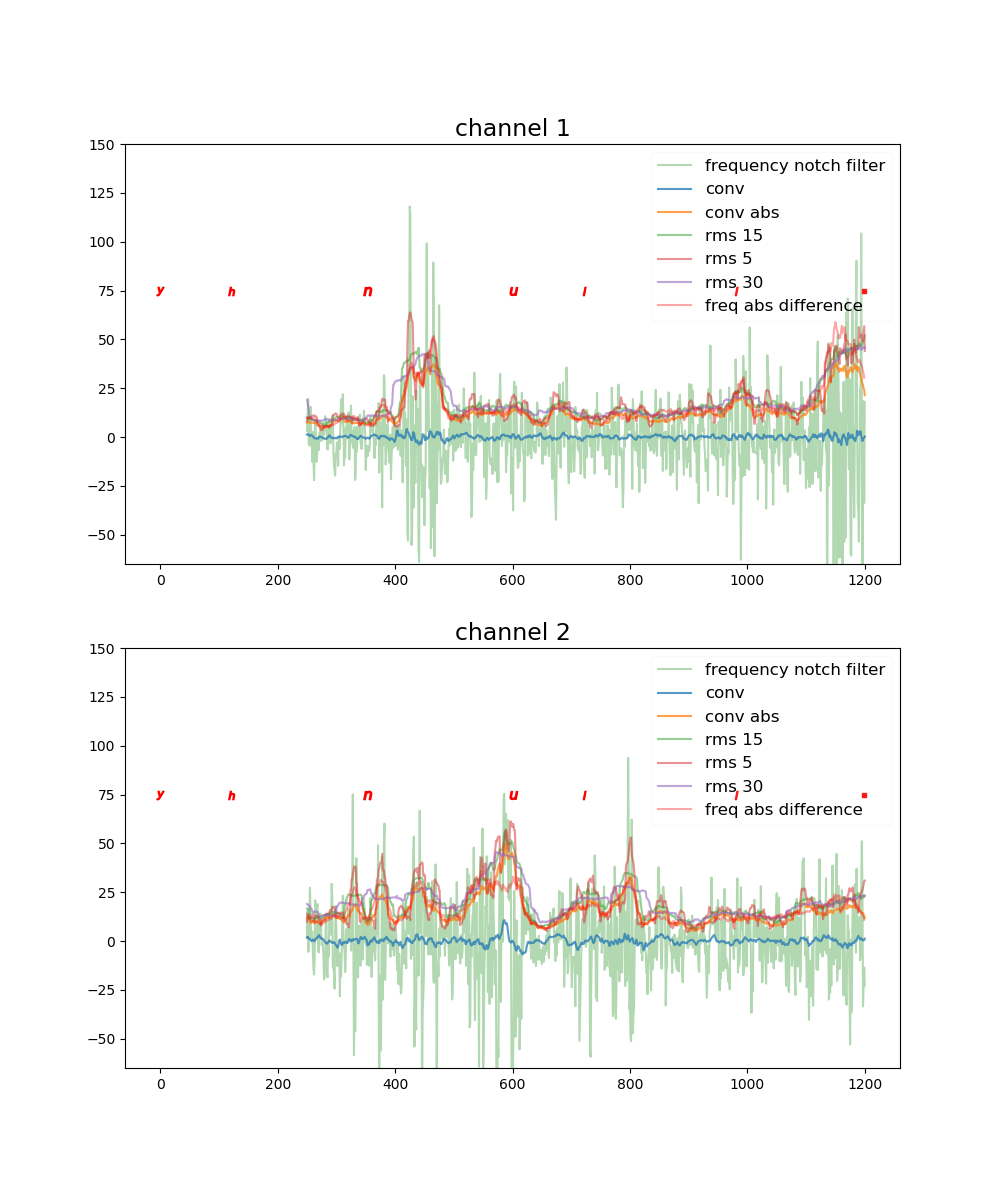 channel 1
150
125
100
75
50
25
0
−25
−50
frequency notch filter
conv
conv abs
rms 15
rms 5
rms 30
freq abs difference
y h n u l l .
0 200 400 600 800 1000 1200
channel 2
150
125
100
75
50
25
0
−25
−50
frequency notch filter
conv
conv abs
rms 15
rms 5
rms 30
freq abs difference
y h n u l l .
0 200 400 600 800 1000 1200